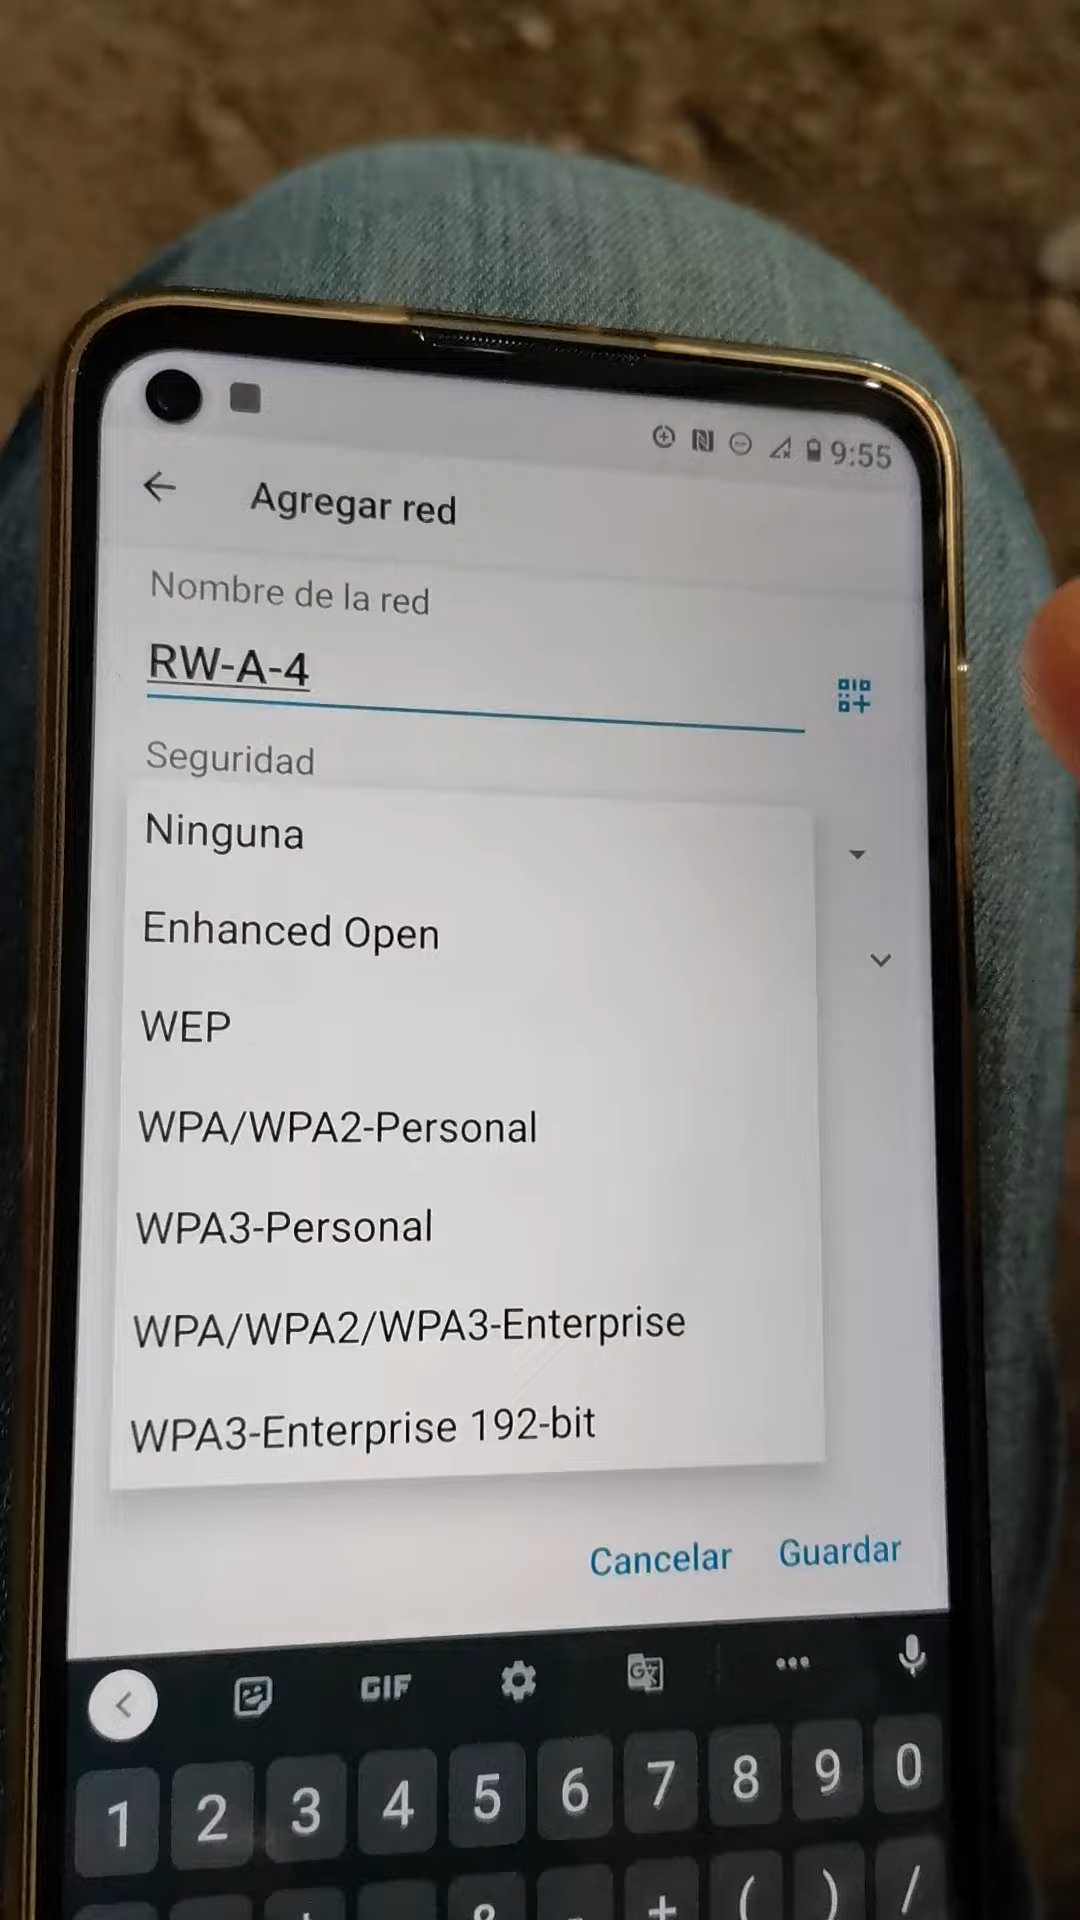 9:55
Agregar red
Nombre de la red
RW-A-4
Seguridad
Ninguna
Enhanced Open
WEP
WPA/WPA2-Personal
WPA3-Personal
WPA/WPA2/WPA3-Enterprise
WPA3-Enterprise 192-bit
Cancelar Guardar
GIF
1 2 3 4 5 6 7 8 9 0
& - + ( ) /